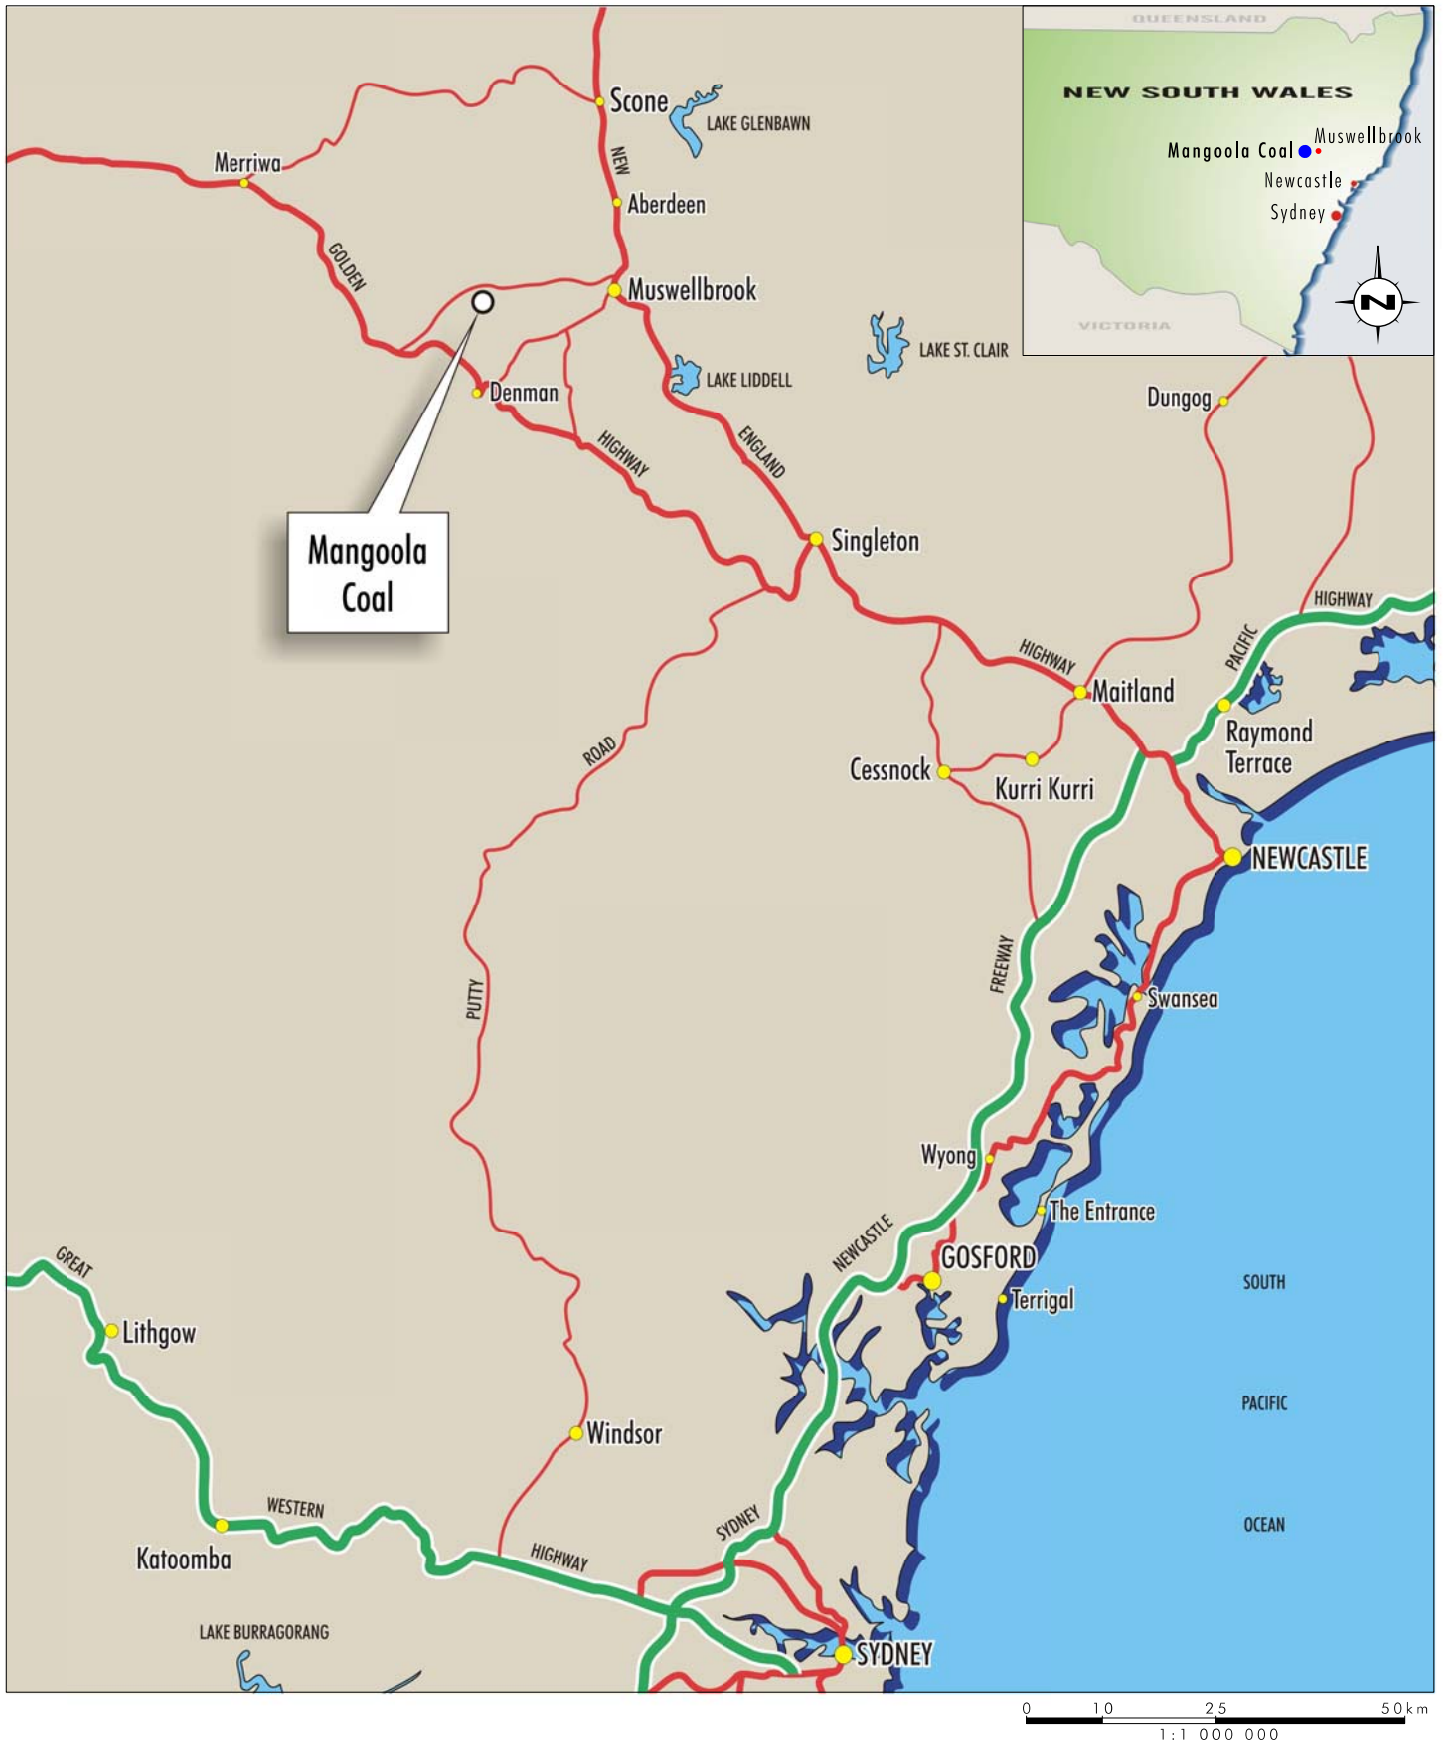 QUEENSLAND
NEW SOUTH WALES
Muswellbrook
Mangoola Coal
Newcastle
Sydney
N
VICTORIA
Scone
LAKE GLENBAWN
NEW
Merriwa
Aberdeen
GOLDEN
Muswellbrook
LAKE ST. CLAIR
LAKE LIDDELL
Denman
Dungog
HIGHWAY
ENGLAND
Mangoola
Coal
Singleton
HIGHWAY
PACIFIC
HIGHWAY
Maitland
Raymond
Terrace
ROAD
Cessnock
Kurri Kurri
NEWCASTLE
FREEWAY
PUTTY
Swansea
Wyong
The Entrance
NEWCASTLE
GOSFORD
GREAT
SOUTH
Terrigal
Lithgow
PACIFIC
Windsor
WESTERN
SYDNEY
OCEAN
Katoomba
HIGHWAY
LAKE BURRAGORANG
SYDNEY
0 10 25 50km
1:1 000 000